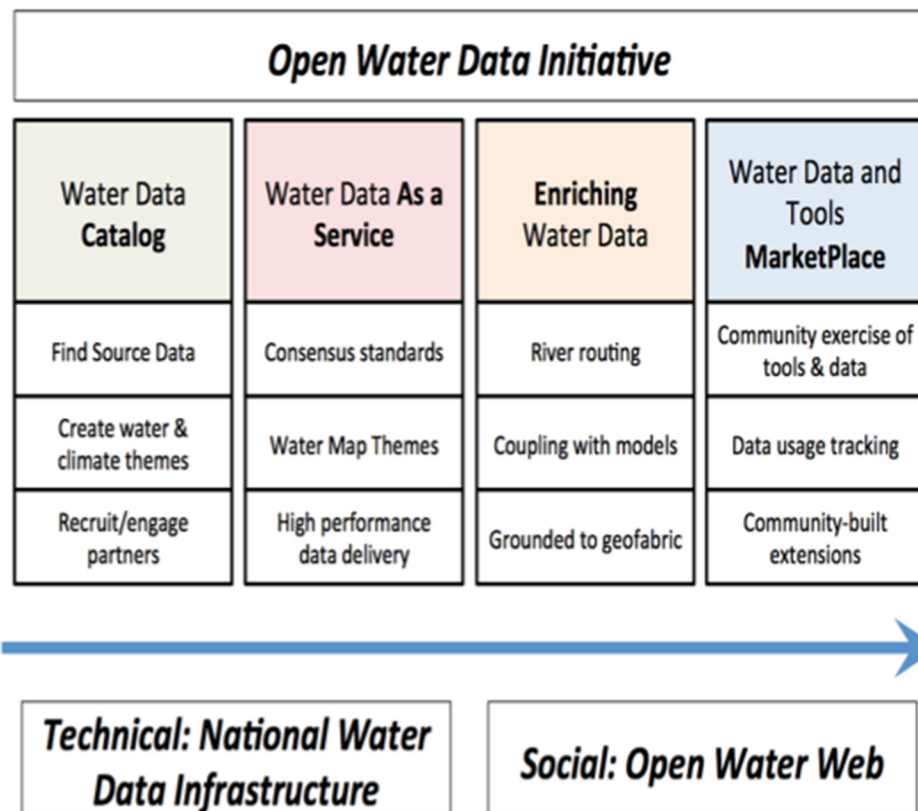 Open Water Data Initiative
Water Data
Catalog
Find Source Data
Create water &
climate themes
Recruit/engage
partners
Water Data As a
Service
Consensus standards
Water Map Themes
High performance
data delivery
Enriching
Water Data
River routing
Coupling with models
Grounded to geofabric
Water Data and
Tools
MarketPlace
Community exercise of
tools & data
Data usage tracking
Community-built
extensions
Technical: National Water
Data Infrastructure
Social: Open Water Web